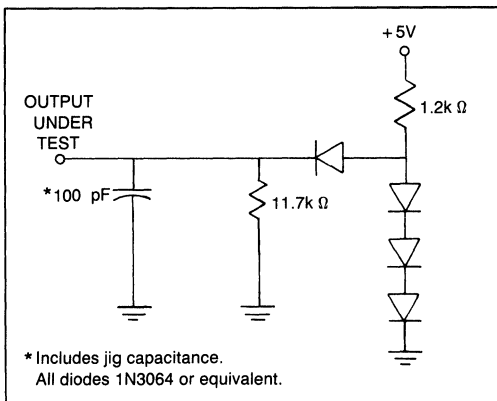 +5V
1.2k Ω
OUTPUT
UNDER
TEST
*100 pF
11.7k Ω
* Includes jig capacitance.
All diodes 1N3064 or equivalent.